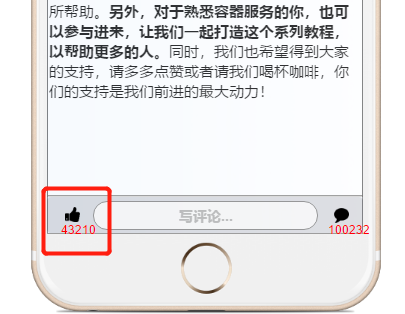 所帮助。另外，对于熟悉容器服务的你，也可
以参与进来，让我们一起打造这个系列教程，
以帮助更多的人。同时，我们也希望得到大家
的支持，请多多点赞或者请我们喝杯咖啡，你
们的支持是我们前进的最大动力！
写评论...
43210
100232